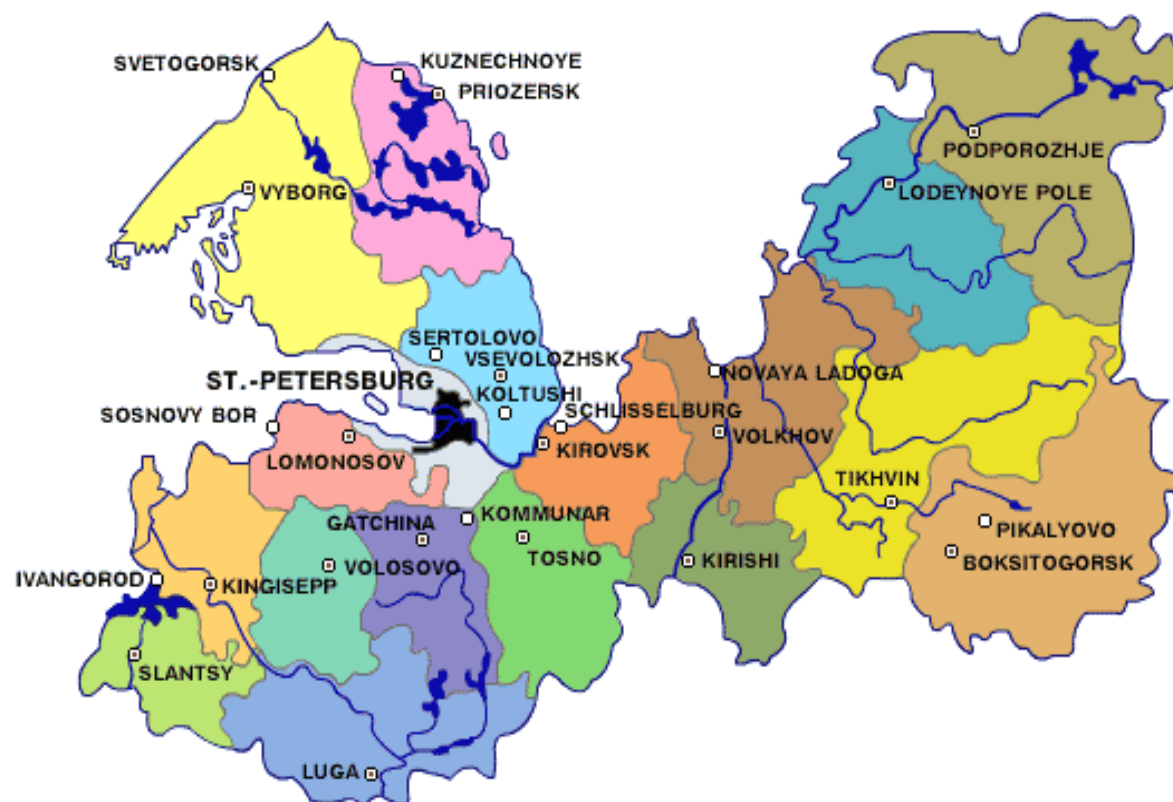 SVETOGORSK
KUZNECHNOYE
PRIOZERSK
PODPOROZHJE
VYBORG
LODEYNOYE POLE
SERTOLOVO
VSEVOLOZHSK
ST.-PETERSBURG
KOLTUSHI
NOVAYA LADOGA
SOSNOVY BOR
SCHLISSELBURG
LOMONOSOV
KIROVSK
VOLKHOV
TIKHVIN
GATCHINA
KOMMUNAR
PIKALYOVO
TOSNO
BOKSITOGORSK
IVANGOROD
KINGISEPP
VOLOSOVO
KIRISHI
SLANTSY
LUGA